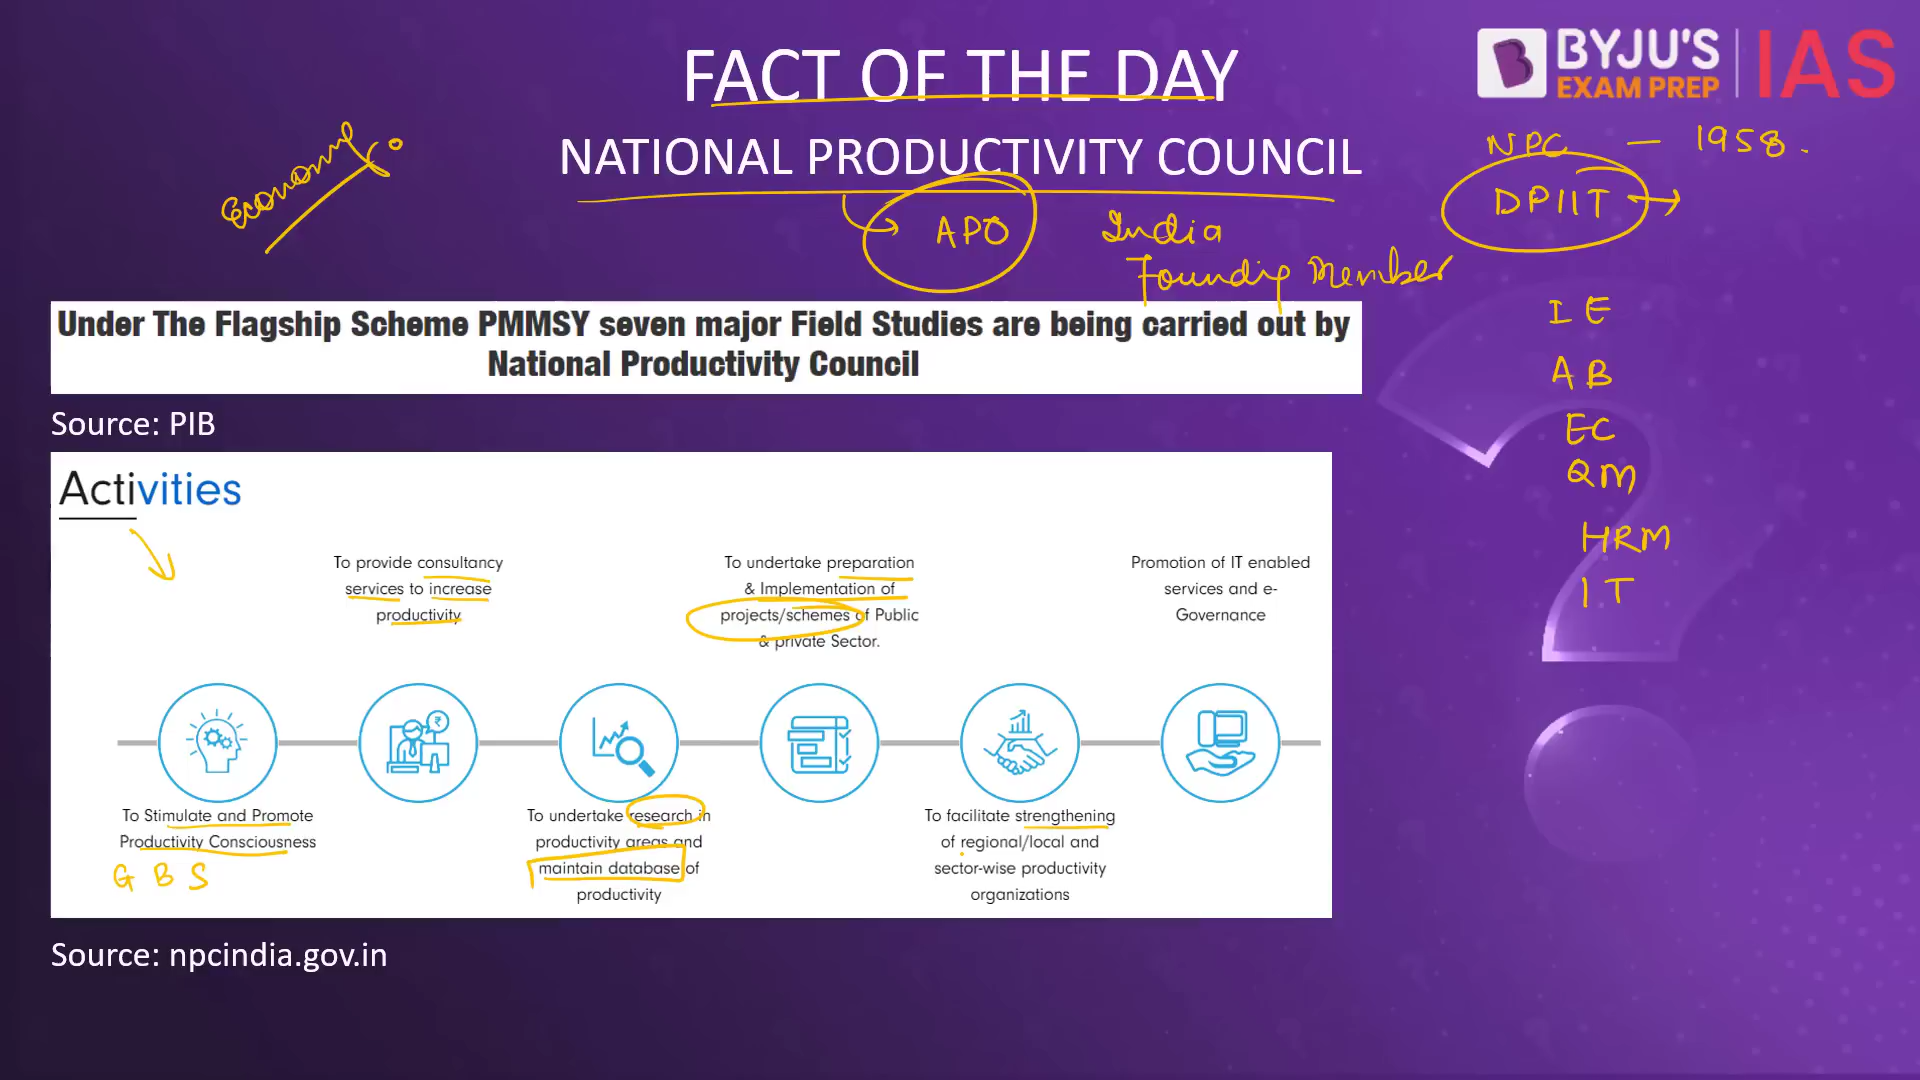 FACT OF THE DAY
BYJU'S
EXAM PREP
IAS
NATIONAL PRODUCTIVITY COUNCIL
Economy
NPC — 1958.
DPIIT
APO
India
Founding Member
Under The Flagship Scheme PMMSY seven major Field Studies are being carried out by
National Productivity Council
Source: PIB
I E
A B
EC
QM
HRM
IT
Activities
To provide consultancy
services to increase
productivity
To undertake preparation
& Implementation of
projects/schemes of Public
& private Sector.
Promotion of IT enabled
services and e-
Governance
To Stimulate and Promote
Productivity Consciousness
G B S
To undertake research in
productivity areas and
maintain database of
productivity
To facilitate strengthening
of regional/local and
sector-wise productivity
organizations
Source: npcindia.gov.in